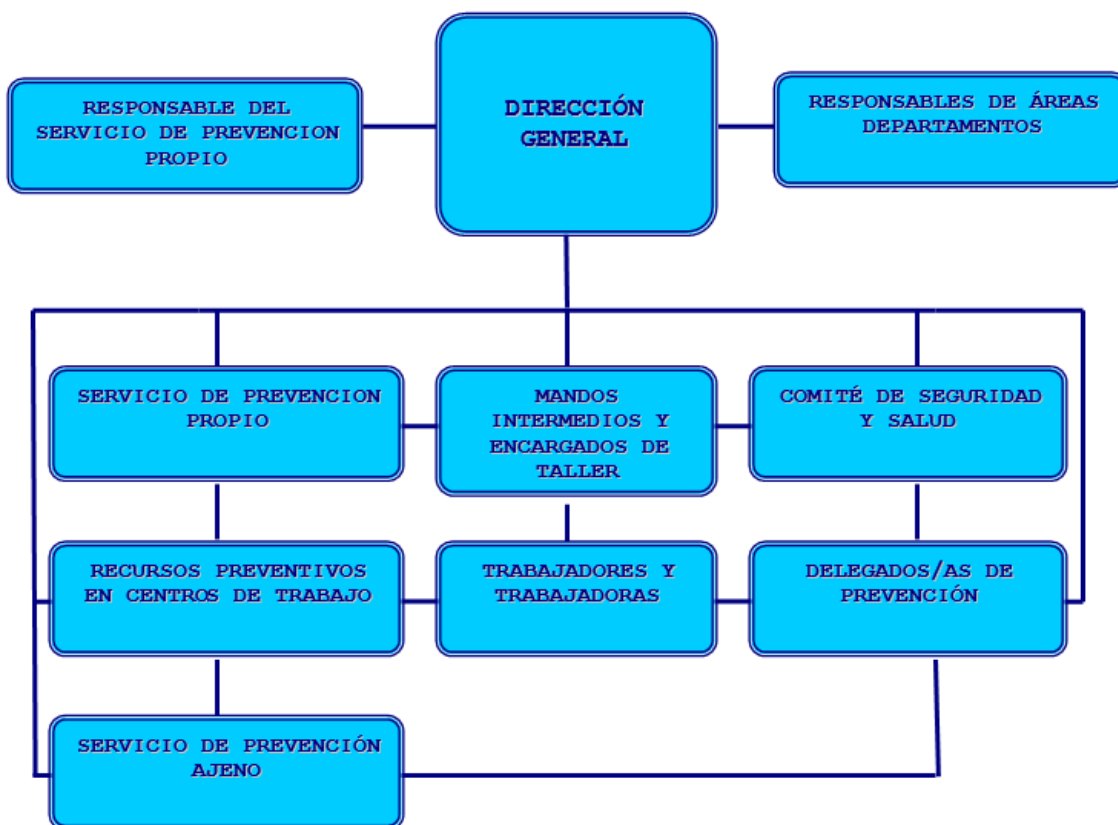 RESPONSABLE DEL
SERVICIO DE PREVENCION
PROPIO
DIRECCIÓN
GENERAL
RESPONSABLES DE ÁREAS
DEPARTAMENTOS
SERVICIO DE PREVENCION
PROPIO
MANDOS
INTERMEDIOS Y
ENCARGADOS DE
TALLER
COMITÉ DE SEGURIDAD
Y SALUD
RECURSOS PREVENTIVOS
EN CENTROS DE TRABAJO
TRABAJADORES Y
TRABAJADORAS
DELEGADOS/AS DE
PREVENCIÓN
SERVICIO DE PREVENCIÓN
AJENO